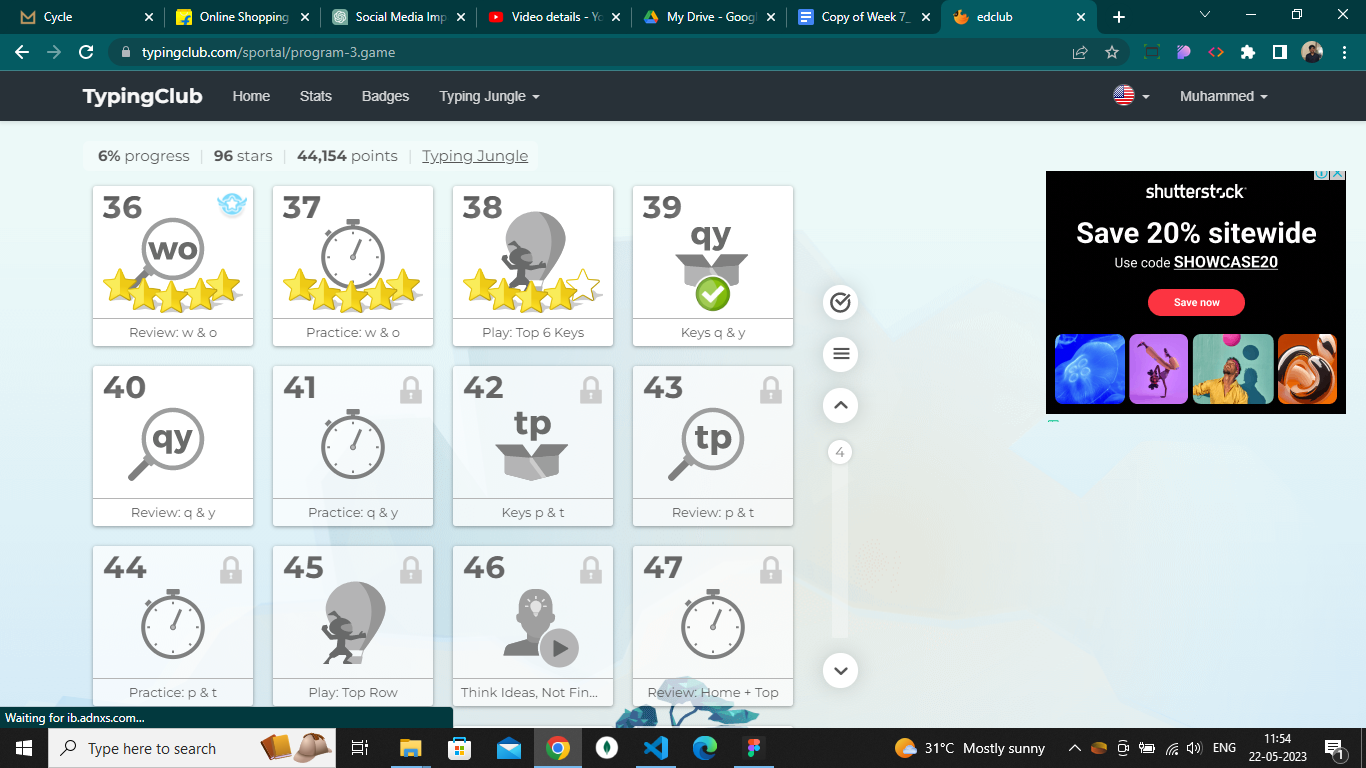 Cycle
Online Shopping
Social Media Imp
Video details - Yo
My Drive - Googl
Copy of Week 7_
edclub
typingclub.com/sportal/program-3.game
TypingClub Home Stats Badges Typing Jungle Muhammed
6% progress | 96 stars | 44,154 points | Typing Jungle
36 37 38 39
wo qy
Review: w & o Practice: w & o Play: Top 6 Keys Keys q & y
40 41 42 43
qy tp tp
Review: q & y Practice: q & y Keys p & t Review: p & t
44 45 46 47
Practice: p & t Play: Top Row Think Ideas, Not Fin... Review: Home + Top
4
shutterstock
Save 20% sitewide
Use code SHOWCASE20
Save now
Waiting for ib.adnxs.com...
Type here to search
31°C Mostly sunny
ENG
11:54
22-05-2023
1